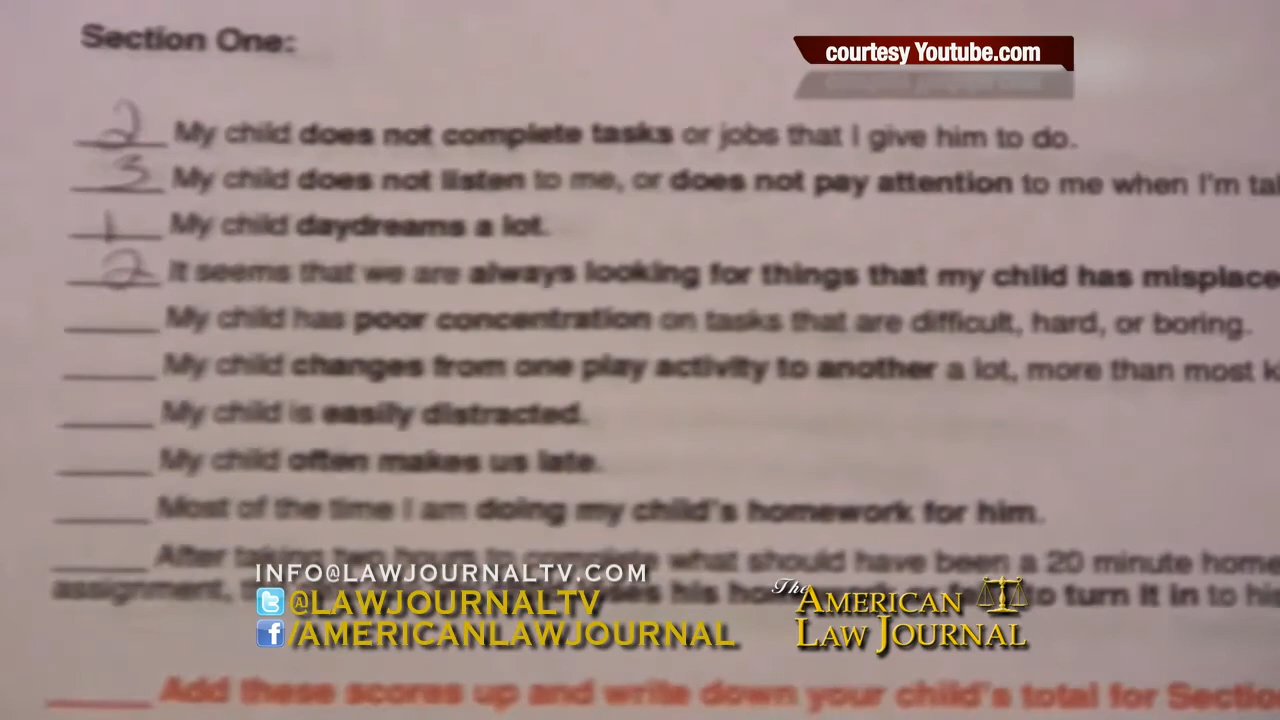 Section One:
courtesy Youtube.com
2 My child does not complete tasks or jobs that I give him to do.
3 My child does not listen to me, or does not pay attention to me when I'm
1 My child daydreams a lot.
2 It seems that we are always looking for things that my child has
My child has poor concentration on tasks that are difficult, hard, or boring.
My child changes from one play activity to another a lot, more than most
My child is easily distracted.
My child often makes us late.
Most of the time I am doing my child's homework for him.
After taking two hours to complete what should have been a 20 minute
assignment, his to turn it in to
INFO@LAWJOURNALTV.COM
@LAWJOURNALTV
/AMERICANLAWJOURNAL
The AMERICAN
LAW JOURNAL
Add these scores up and write down your child's total for